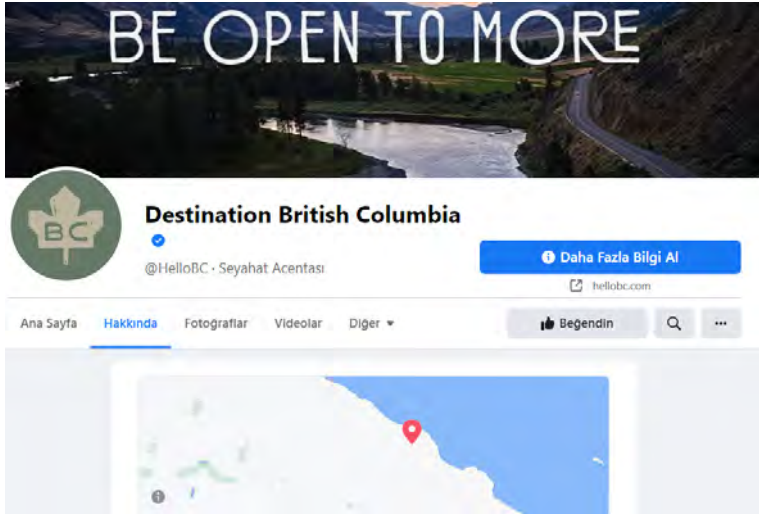 BE OPEN TO MORE
BC
Destination British Columbia
@HelloBC · Seyahat Acentası
Daha Fazla Bilgi Al
hellobc.com
Ana Sayfa Hakkında Fotoğraflar Videolar Diğer
Beğendin